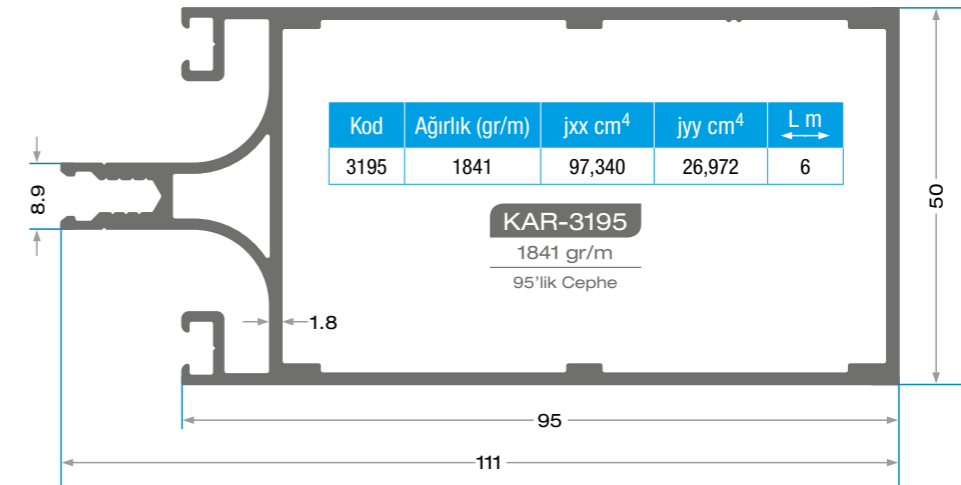 Kod Ağırlık (gr/m) jxx cm⁴ jyy cm⁴ L m
3195 1841 97,340 26,972 6
KAR-3195
1841 gr/m
95'lik Cephe
8.9
50
1.8
95
111